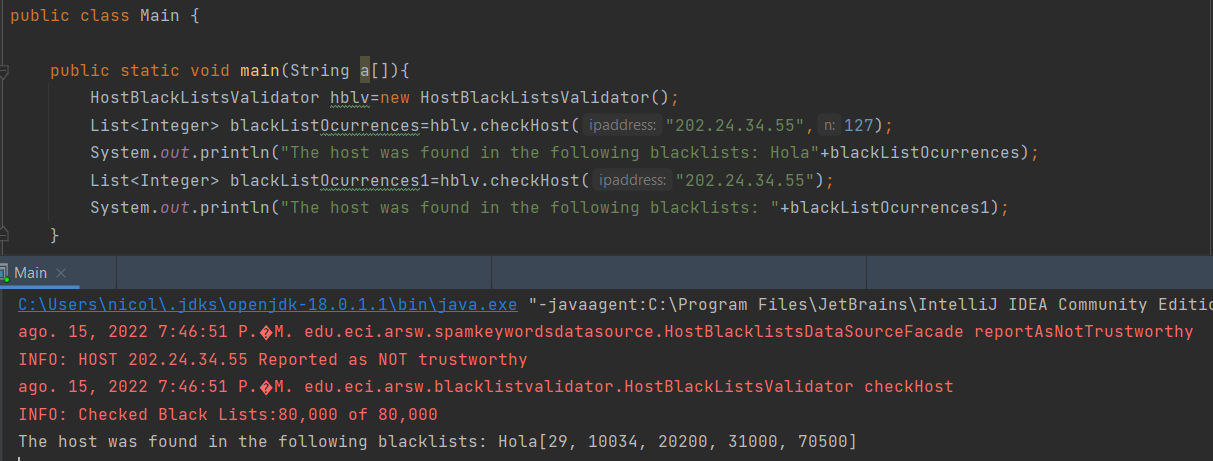 public class Main {
public static void main(String a[]){
HostBlackListsValidator hblv=new HostBlackListsValidator();
List<Integer> blackListOcurrences=hblv.checkHost( ipaddress: "202.24.34.55", n: 127);
System.out.println("The host was found in the following blacklists: Hola"+blackListOcurrences);
List<Integer> blackListOcurrences1=hblv.checkHost( ipaddress: "202.24.34.55");
System.out.println("The host was found in the following blacklists: "+blackListOcurrences1);
}
Main ×
C:\Users\nicol\.jdks\openjdk-18.0.1.1\bin\java.exe "-javaagent:C:\Program Files\JetBrains\IntelliJ IDEA Community Editio
ago. 15, 2022 7:46:51 P.�M. edu.eci.arsw.spamkeywordsdatasource.HostBlacklistsDataSourceFacade reportAsNotTrustworthy
INFO: HOST 202.24.34.55 Reported as NOT trustworthy
ago. 15, 2022 7:46:51 P.�M. edu.eci.arsw.blacklistvalidator.HostBlackListsValidator checkHost
INFO: Checked Black Lists:80,000 of 80,000
The host was found in the following blacklists: Hola[29, 10034, 20200, 31000, 70500]